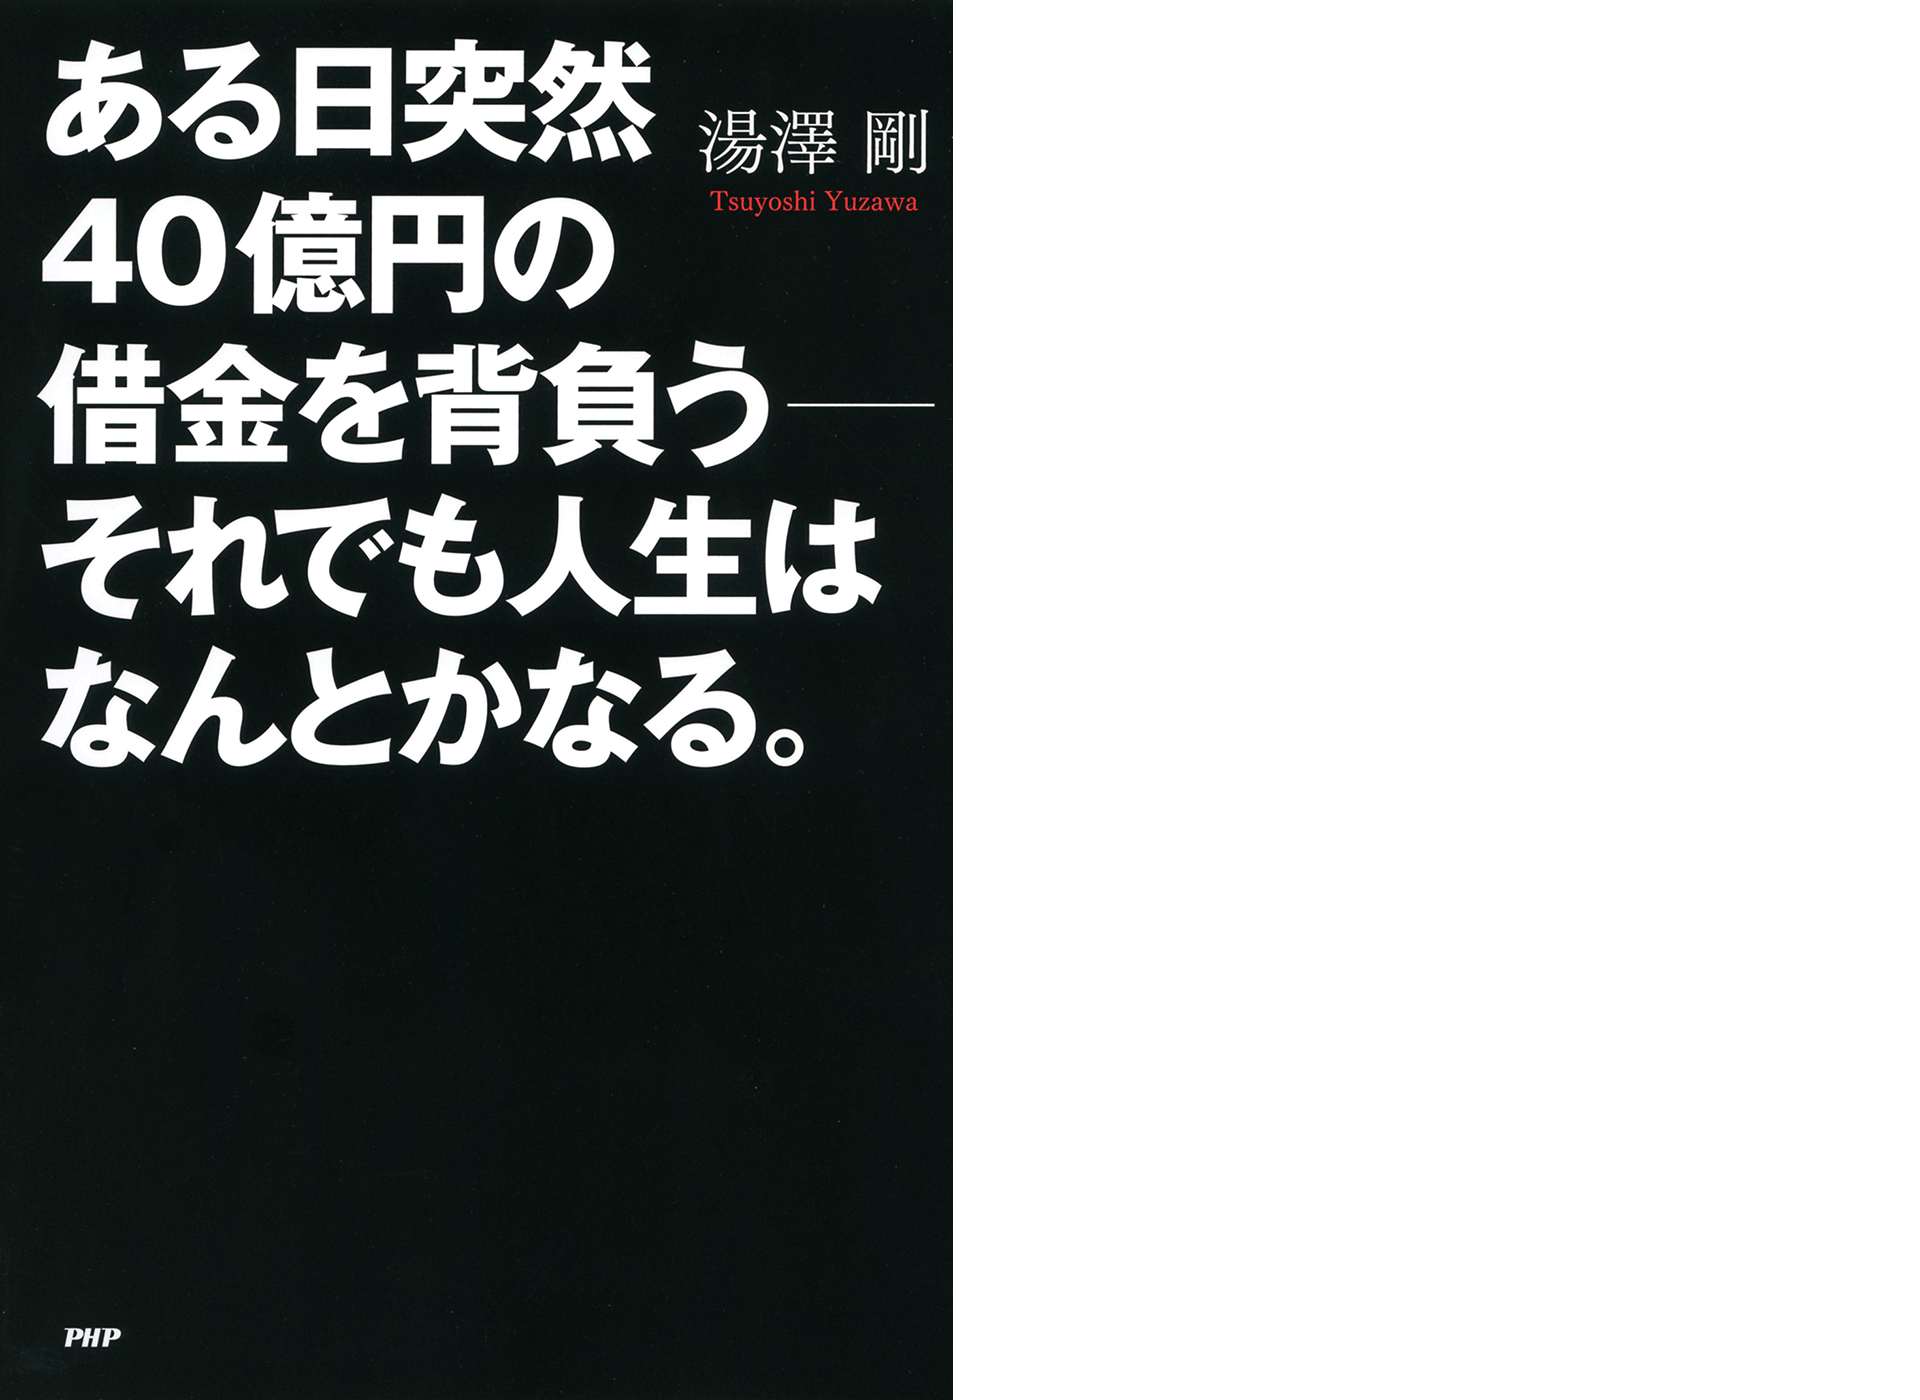 ある日突然
40億円の
借金を背負う——
それでも人生は
なんとかなる。
湯澤 剛
Tsuyoshi Yuzawa
PHP